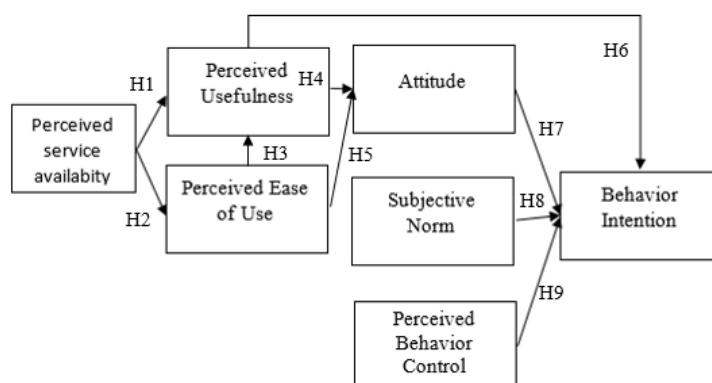 H6
H1
Perceived
Usefulness
H4
Attitude
Perceived
service
availabity
H7
H3
H5
Perceived Ease
of Use
H2
Subjective
Norm
H8
Behavior
Intention
H9
Perceived
Behavior
Control